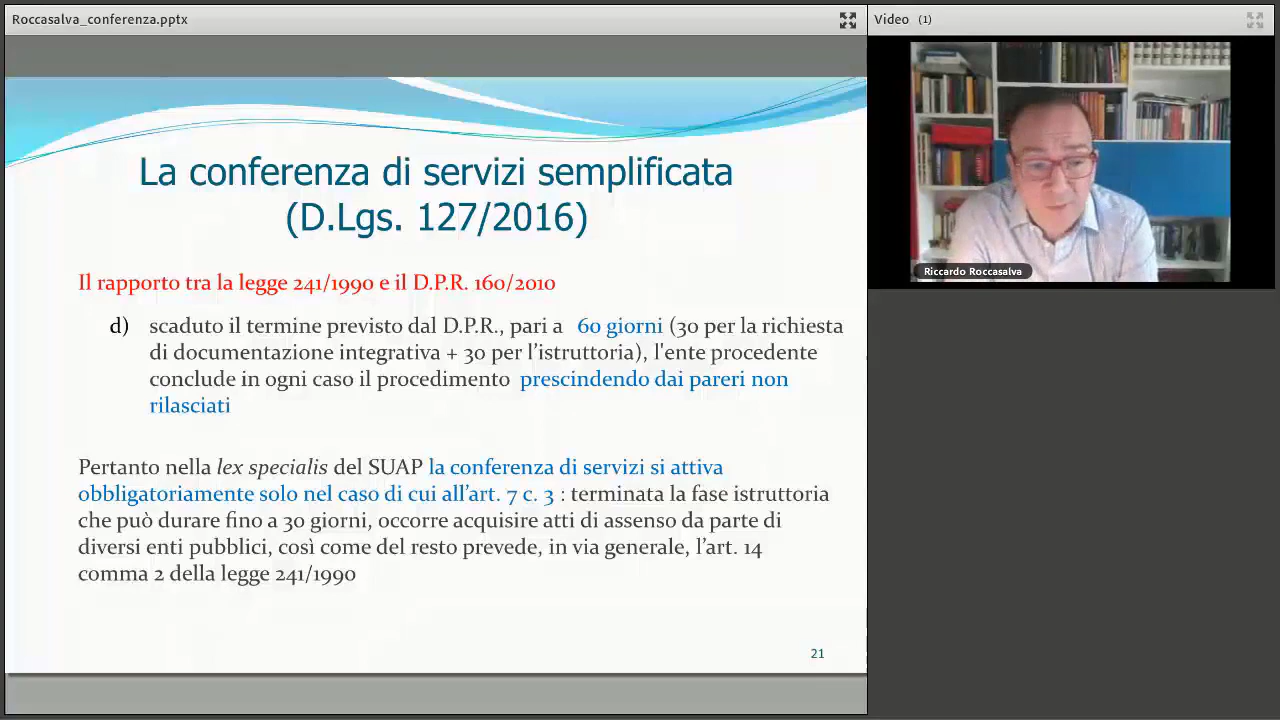 Roccasalva_conferenza.pptx
Video (1)
La conferenza di servizi semplificata
(D.Lgs. 127/2016)
Il rapporto tra la legge 241/1990 e il D.P.R. 160/2010
d) scaduto il termine previsto dal D.P.R., pari a 60 giorni (30 per la richiesta
di documentazione integrativa + 30 per l'istruttoria), l'ente procedente
conclude in ogni caso il procedimento prescindendo dai pareri non
rilasciati
Pertanto nella lex specialis del SUAP la conferenza di servizi si attiva
obbligatoriamente solo nel caso di cui all'art. 7 c. 3 : terminata la fase istruttoria
che può durare fino a 30 giorni, occorre acquisire atti di assenso da parte di
diversi enti pubblici, così come del resto prevede, in via generale, l'art. 14
comma 2 della legge 241/1990
21
Riccardo Roccasalva